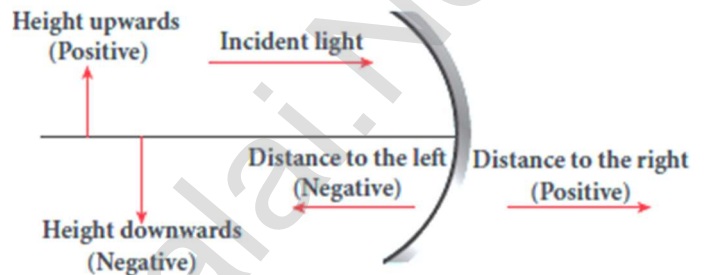 Height upwards
(Positive)
Incident light
Distance to the left
(Negative)
Distance to the right
(Positive)
Height downwards
(Negative)